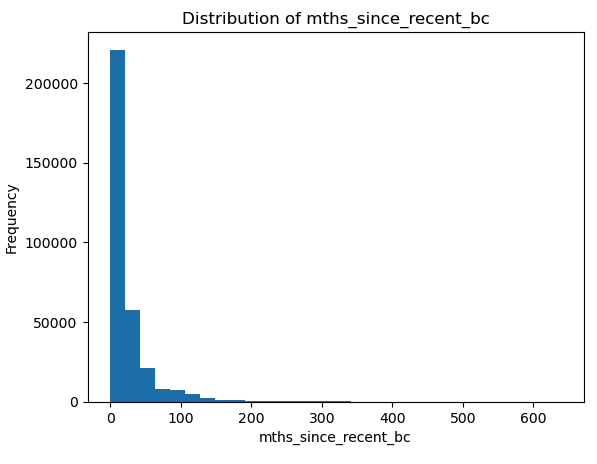 Distribution of mths_since_recent_bc
200000
150000
100000
50000
0
Frequency
0 100 200 300 400 500 600
mths_since_recent_bc